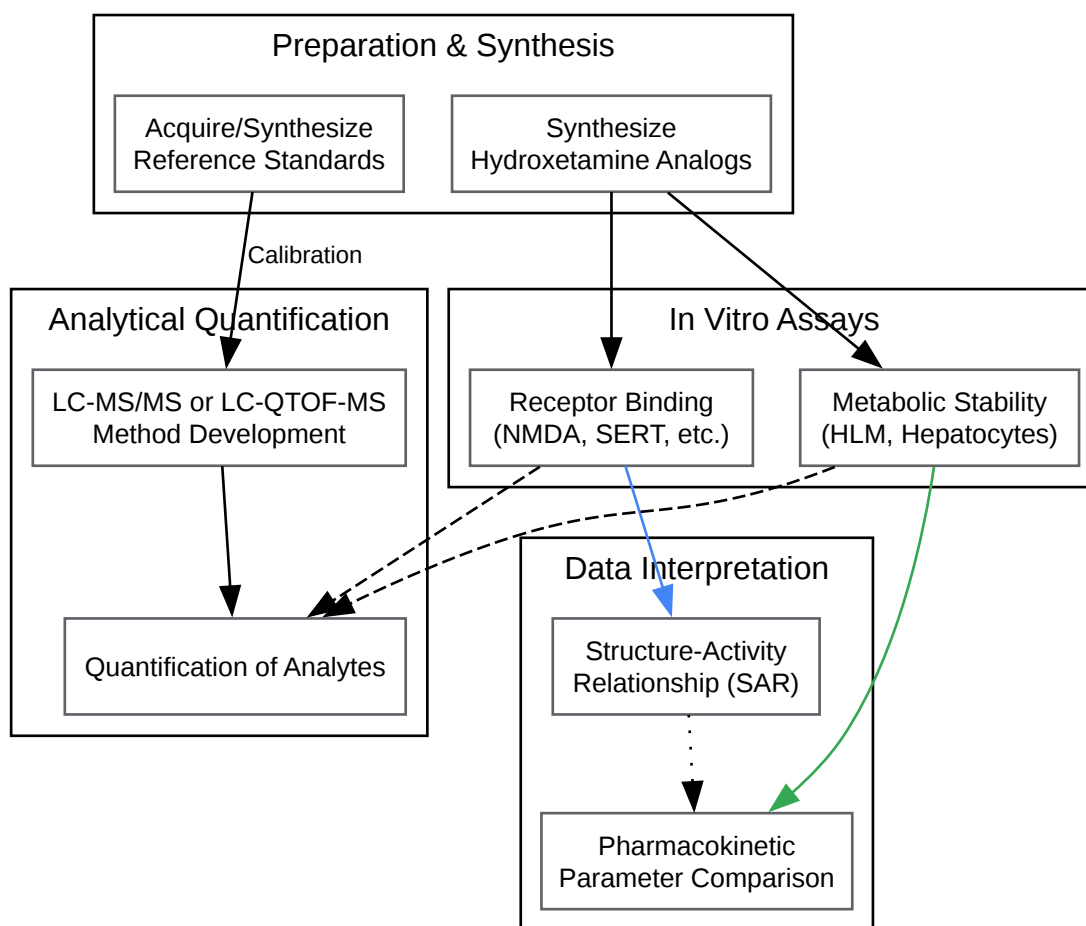 Preparation & Synthesis
Acquire/Synthesize
Reference Standards
Synthesize
Hydroxetamine Analogs
Calibration
Analytical Quantification
LC-MS/MS or LC-QTOF-MS
Method Development
Quantification of Analytes
In Vitro Assays
Receptor Binding
(NMDA, SERT, etc.)
Metabolic Stability
(HLM, Hepatocytes)
Data Interpretation
Structure-Activity
Relationship (SAR)
Pharmacokinetic
Parameter Comparison